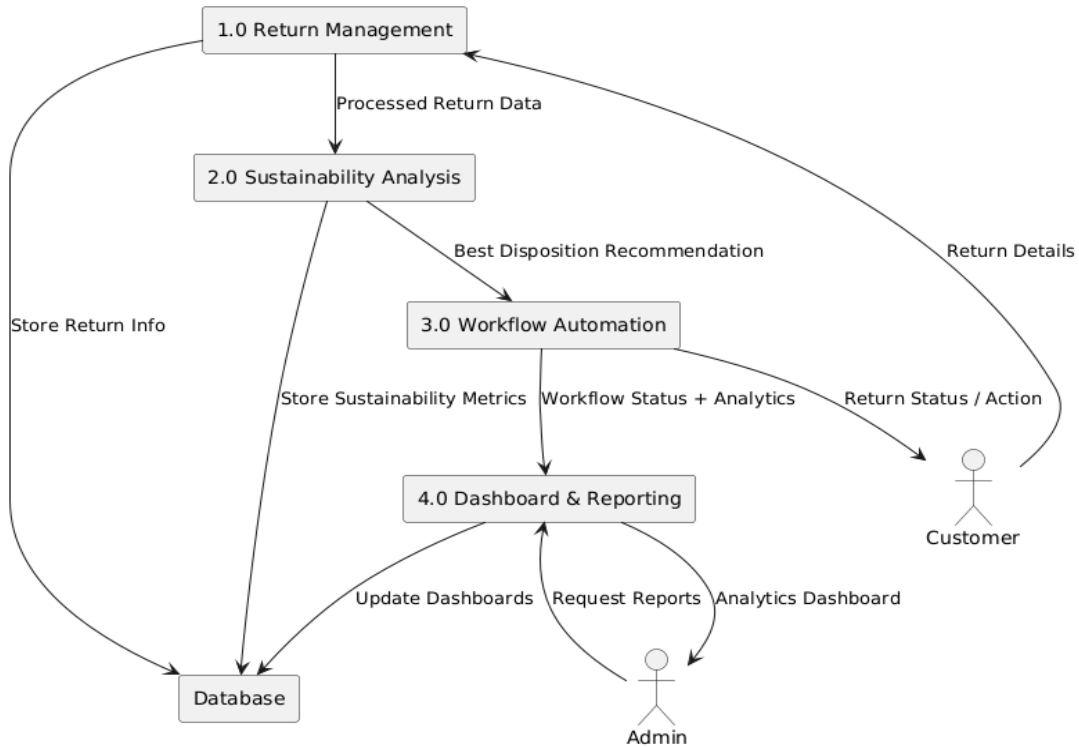 1.0 Return Management
Processed Return Data
2.0 Sustainability Analysis
Best Disposition Recommendation
Return Details
3.0 Workflow Automation
Store Return Info
Store Sustainability Metrics
Workflow Status + Analytics
Return Status / Action
4.0 Dashboard & Reporting
Customer
Update Dashboards
Request Reports
Analytics Dashboard
Database
Admin